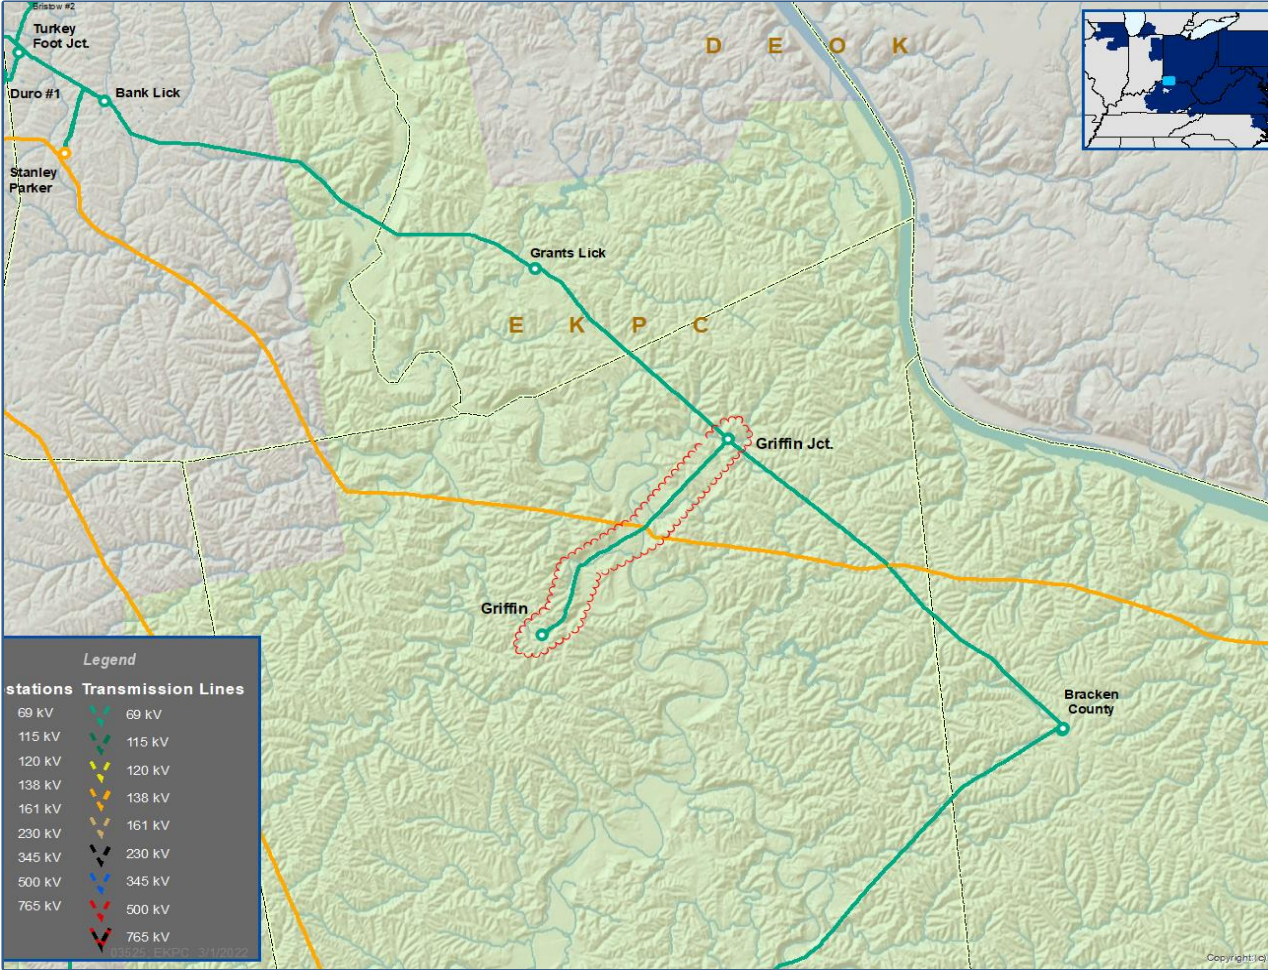 Bristow #2
Turkey
Foot Jct.
Duro #1
Bank Lick
Stanley
Parker
D E O K
Grants Lick
E K P C
Griffin Jct.
Griffin
Bracken
County
Legend
stations Transmission Lines
69 kV 69 kV
115 kV 115 kV
120 kV 120 kV
138 kV 138 kV
161 kV 161 kV
230 kV 230 kV
345 kV 345 kV
500 kV 500 kV
765 kV 765 kV
EKPC 3/1/2022
Copyright:(c)